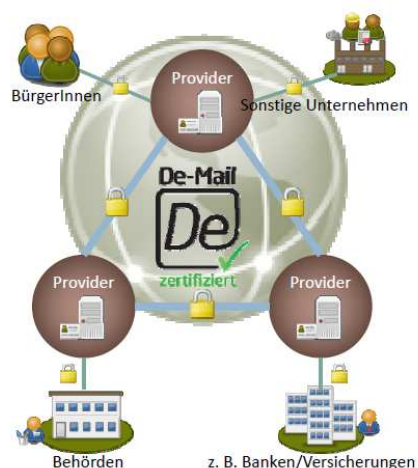 Provider
BürgerInnen
Sonstige Unternehmen
De-Mail
De
zertifiziert
Provider
Provider
Behörden
z. B. Banken/Versicherungen